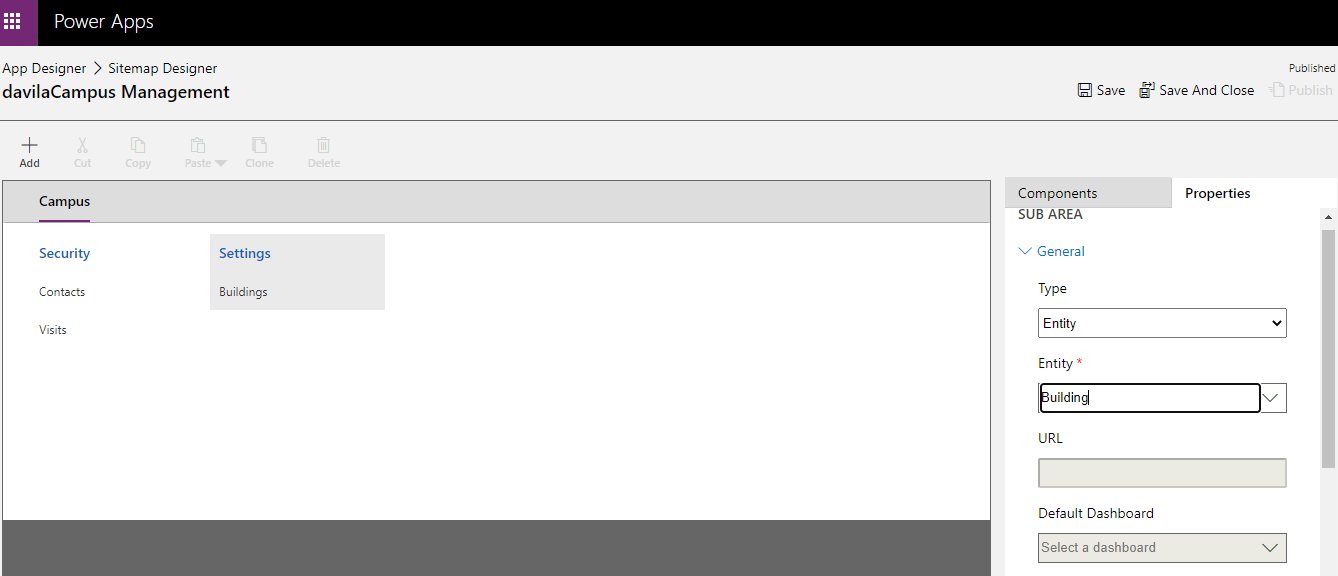 Power Apps
App Designer > Sitemap Designer
Published
davilaCampus Management
Save
Save And Close
Publish
Add
Cut
Copy
Paste
Clone
Delete
Campus
Security
Settings
Contacts
Buildings
Visits
Components
Properties
SUB AREA
General
Type
Entity
Entity *
Building
URL
Default Dashboard
Select a dashboard